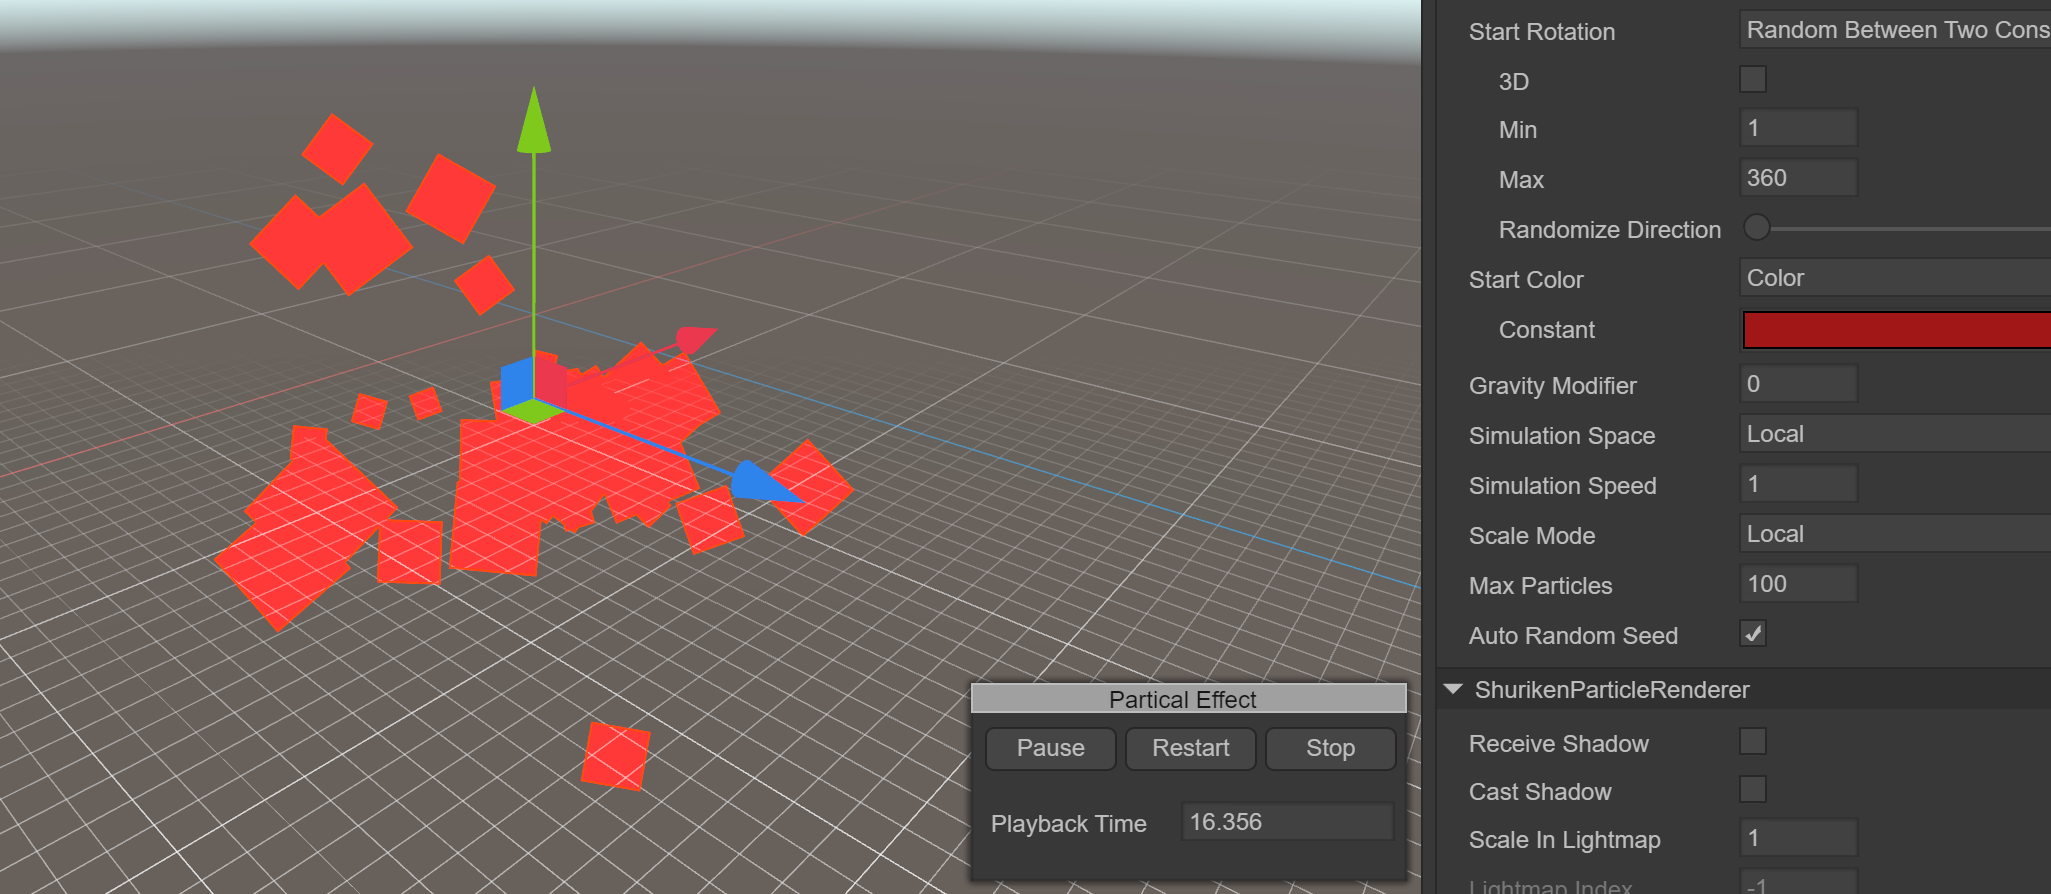 Start Rotation
Random Between Two Cons
3D
Min
1
Max
360
Randomize Direction
Start Color
Color
Constant
Gravity Modifier
0
Simulation Space
Local
Simulation Speed
1
Scale Mode
Local
Max Particles
100
Auto Random Seed
ShurikenParticleRenderer
Receive Shadow
Cast Shadow
Scale In Lightmap
1
Lightmap Index
-1
Partical Effect
Pause
Restart
Stop
Playback Time
16.356